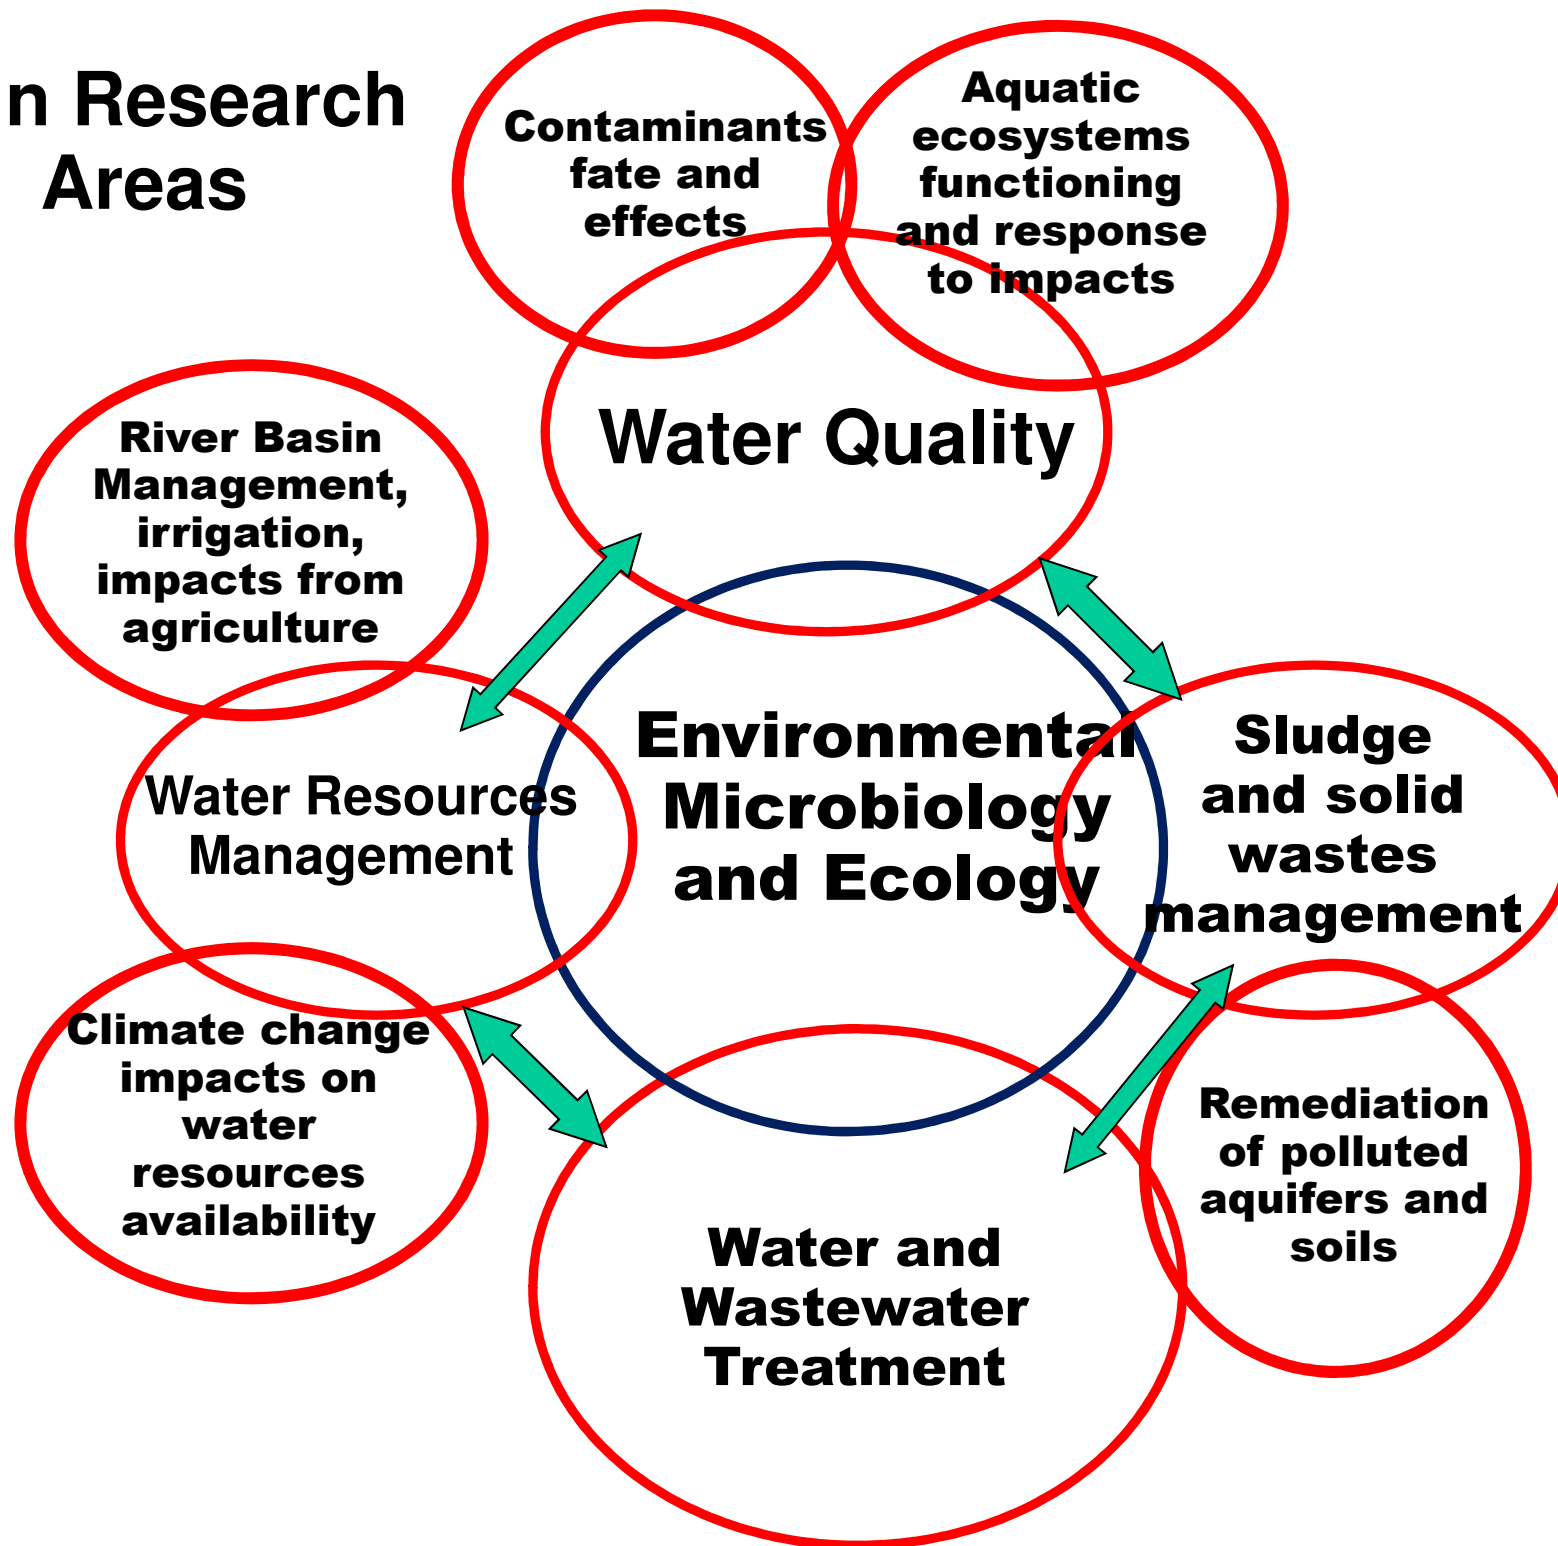 n Research
Areas
Contaminants
fate and
effects
Aquatic
ecosystems
functioning
and response
to impacts
Water Quality
River Basin
Management,
irrigation,
impacts from
agriculture
Environmental
Microbiology
and Ecology
Water Resources
Management
Sludge
and solid
wastes
management
Climate change
impacts on
water
resources
availability
Remediation
of polluted
aquifers and
soils
Water and
Wastewater
Treatment